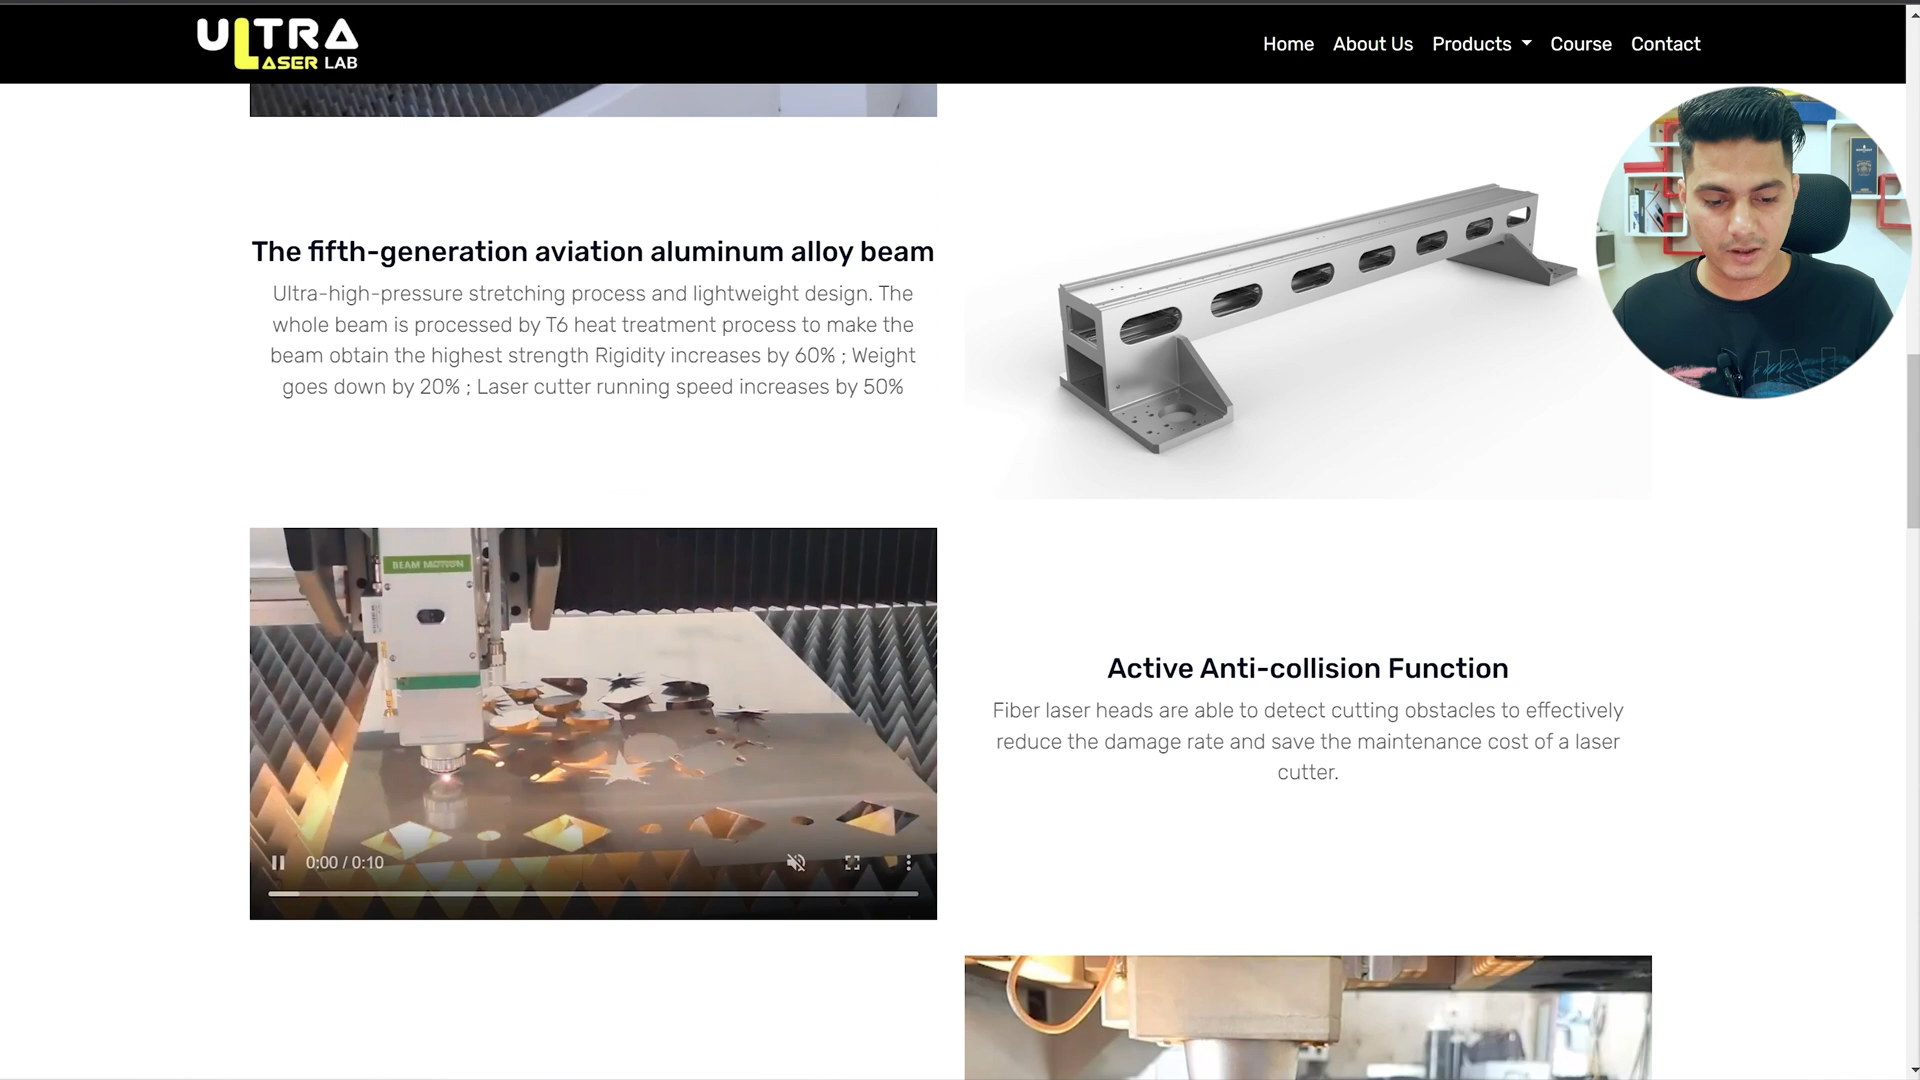 ULTRA
LASER LAB
Home About Us Products Course Contact
The fifth-generation aviation aluminum alloy beam
Ultra-high-pressure stretching process and lightweight design. The
whole beam is processed by T6 heat treatment process to make the
beam obtain the highest strength Rigidity increases by 60% ; Weight
goes down by 20% ; Laser cutter running speed increases by 50%
BEAM MOTION
0:00 / 0:10
Active Anti-collision Function
Fiber laser heads are able to detect cutting obstacles to effectively
reduce the damage rate and save the maintenance cost of a laser
cutter.